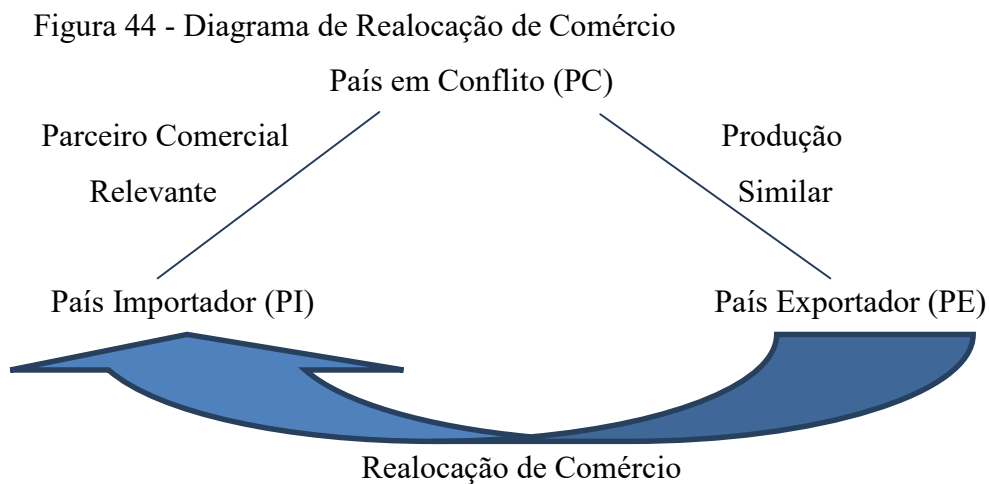 Figura 44 - Diagrama de Realocação de Comércio
País em Conflito (PC)
Parceiro Comercial
Relevante
Produção
Similar
País Importador (PI)
País Exportador (PE)
Realocação de Comércio